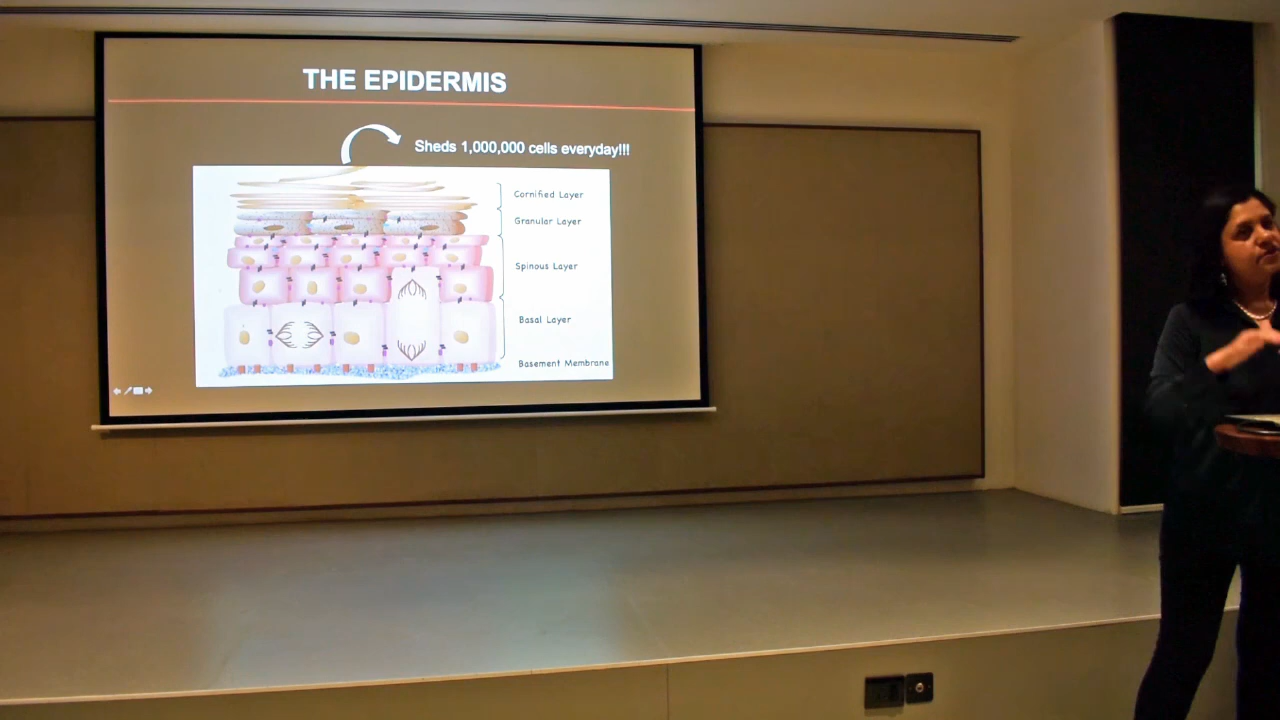 THE EPIDERMIS
Sheds 1,000,000 cells everyday!!!
Cornified Layer
Granular Layer
Spinous Layer
Basal Layer
Basement Membrane